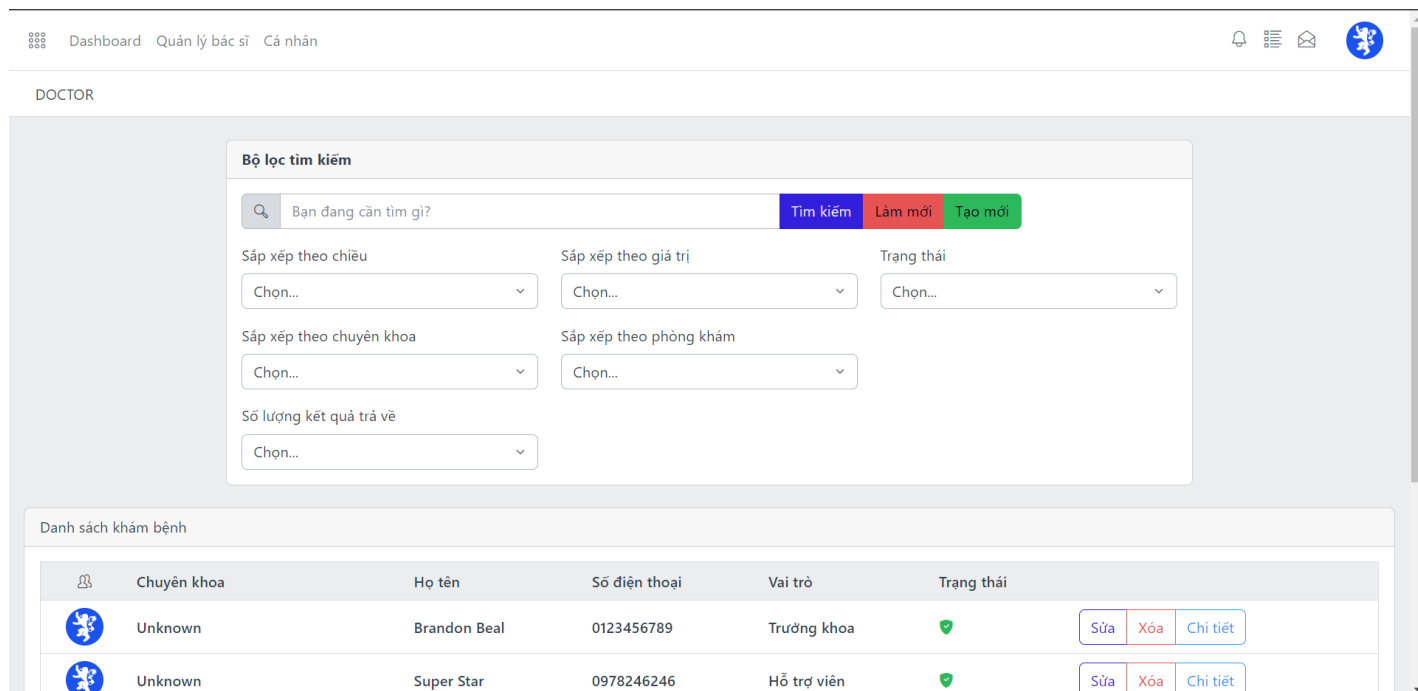 Dashboard Quản lý bác sĩ Cá nhân
DOCTOR
Bộ lọc tìm kiếm
Bạn đang cần tìm gì? Tìm kiếm Làm mới Tạo mới
Sắp xếp theo chiều Sắp xếp theo giá trị Trạng thái
Chọn... Chọn... Chọn...
Sắp xếp theo chuyên khoa Sắp xếp theo phòng khám
Chọn... Chọn...
Số lượng kết quả trả về
Chọn...
Danh sách khám bệnh
Chuyên khoa Họ tên Số điện thoại Vai trò Trạng thái
Unknown Brandon Beal 0123456789 Trưởng khoa Sửa Xóa Chi tiết
Unknown Super Star 0978246246 Hỗ trợ viên Sửa Xóa Chi tiết